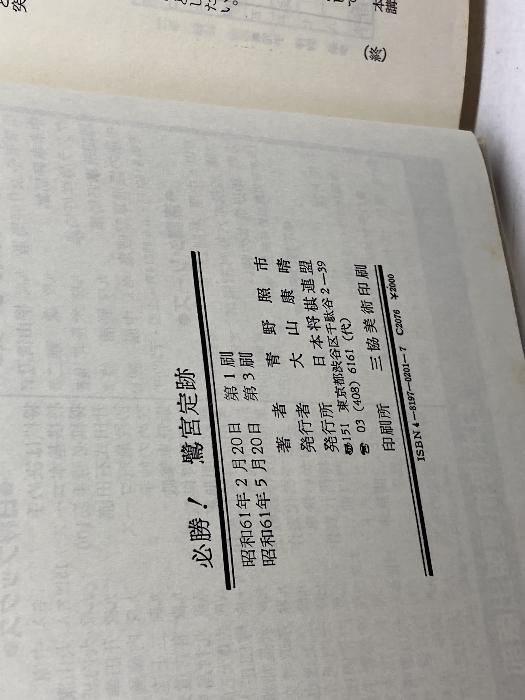 必勝！ 鷺宮定跡
昭和61年2月20日 第1刷
昭和61年5月20日 第3刷
著者 青野照市
発行者 大山康晴
発行所 日本将棋連盟
〠151 東京都渋谷区千駄谷2-39
☎ 03 (408) 6161 (代)
印刷所 三協美術印刷
ISBN4-8197-0201-7 C2076 ¥2000
(終)